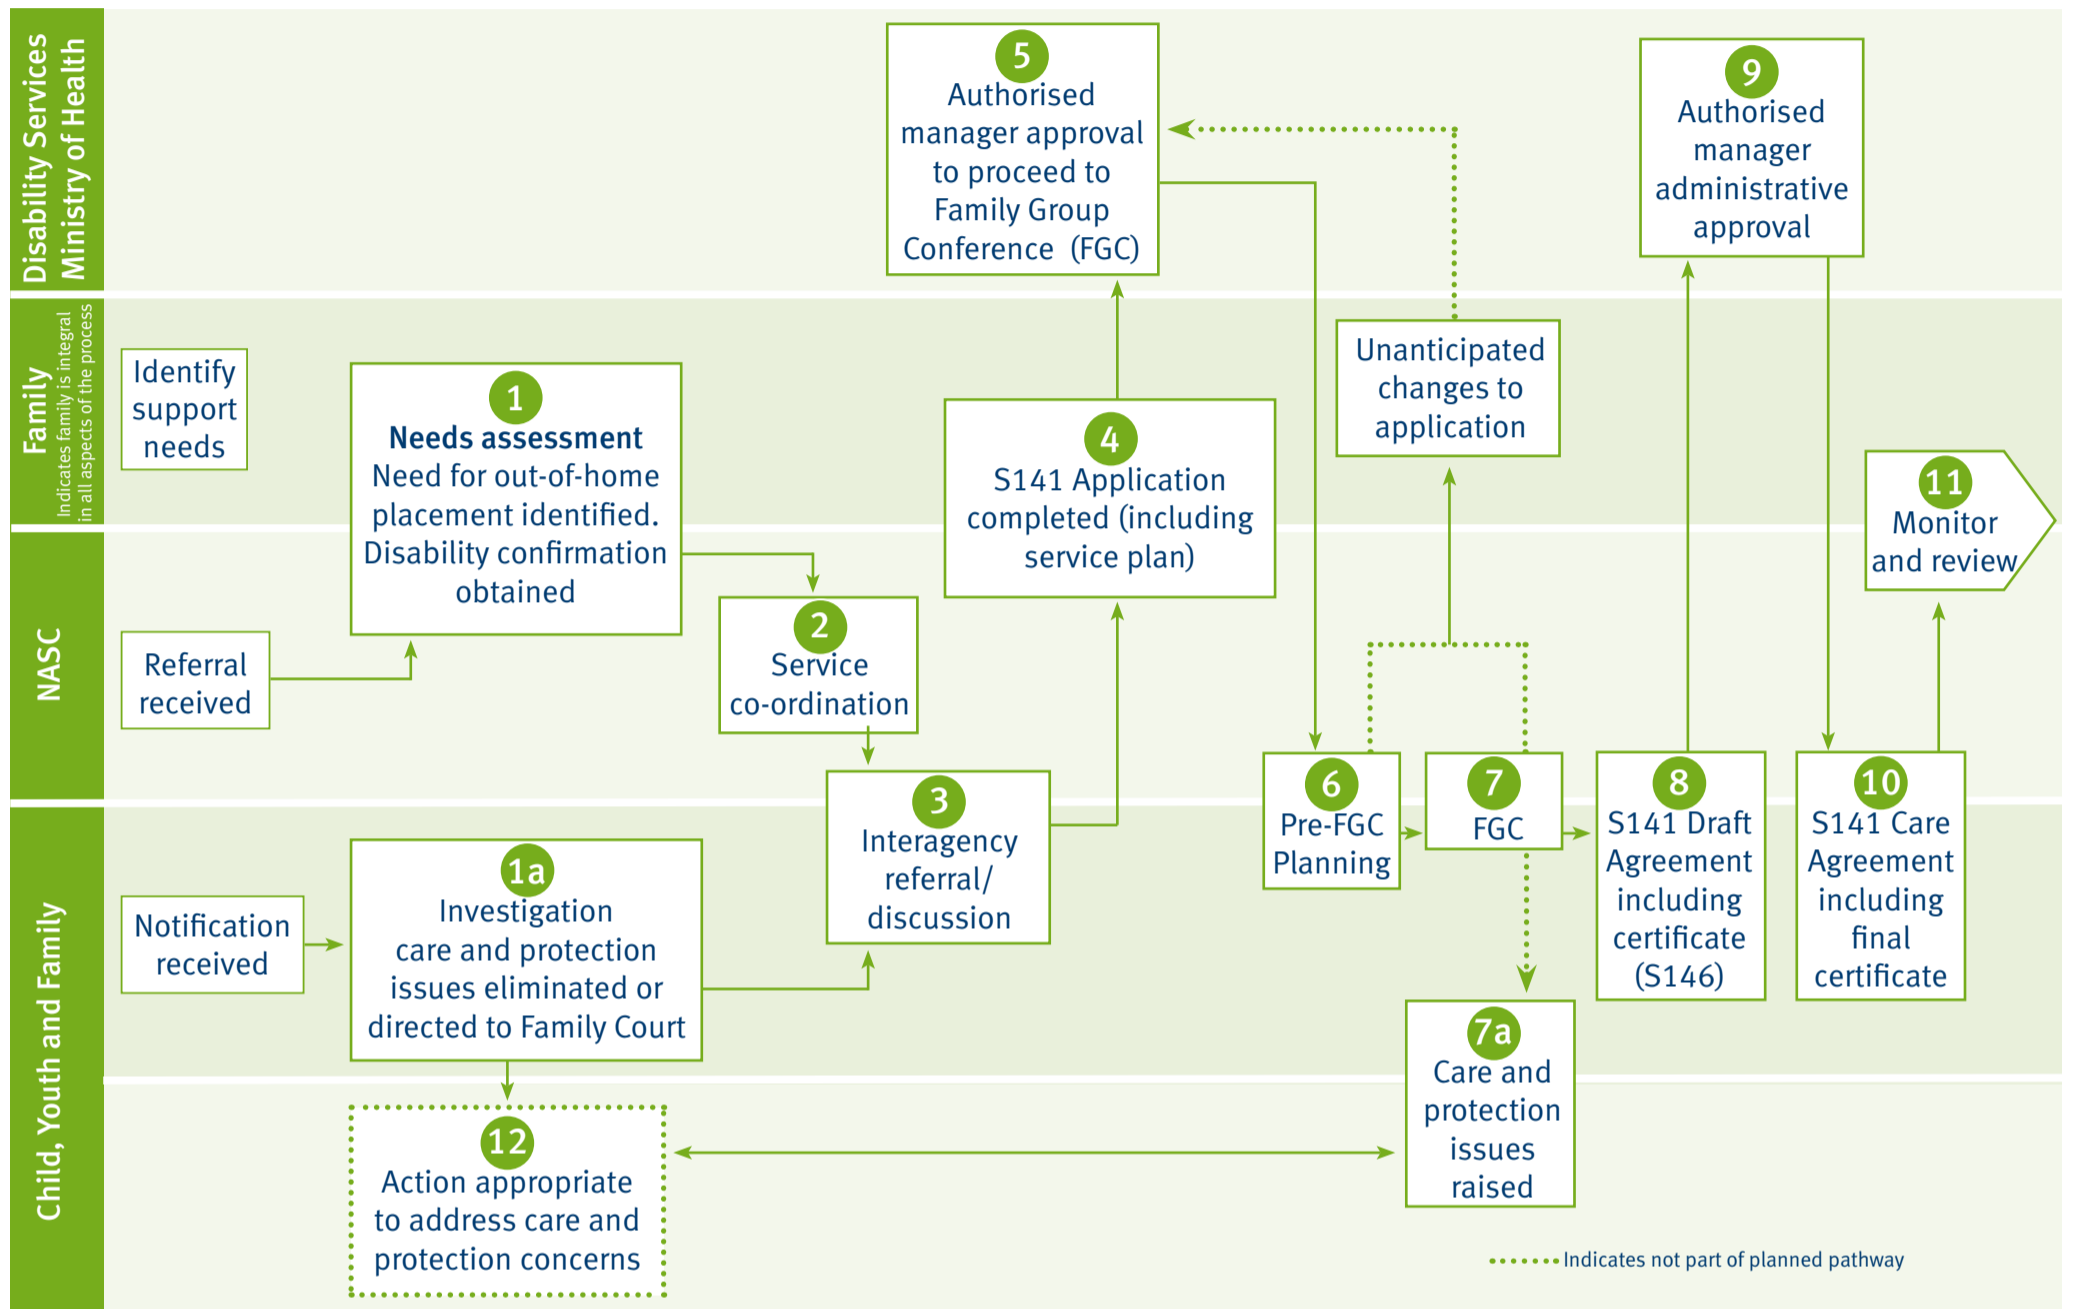 Disability Services
Ministry of Health
Family
Indicates family is integral
in all aspects of the process
NASC
Child, Youth and Family
Identify
support
needs
Referral
received
Notification
received
1
Needs assessment
Need for out-of-home
placement identified.
Disability confirmation
obtained
1a
Investigation
care and protection
issues eliminated or
directed to Family Court
12
Action appropriate
to address care and
protection concerns
2
Service
co-ordination
3
Interagency
referral/
discussion
4
S141 Application
completed (including
service plan)
5
Authorised
manager approval
to proceed to
Family Group
Conference (FGC)
Unanticipated
changes to
application
6
Pre-FGC
Planning
7
FGC
7a
Care and
protection
issues
raised
8
S141 Draft
Agreement
including
certificate
(S146)
9
Authorised
manager
administrative
approval
10
S141 Care
Agreement
including
final
certificate
11
Monitor
and review
Indicates not part of planned pathway